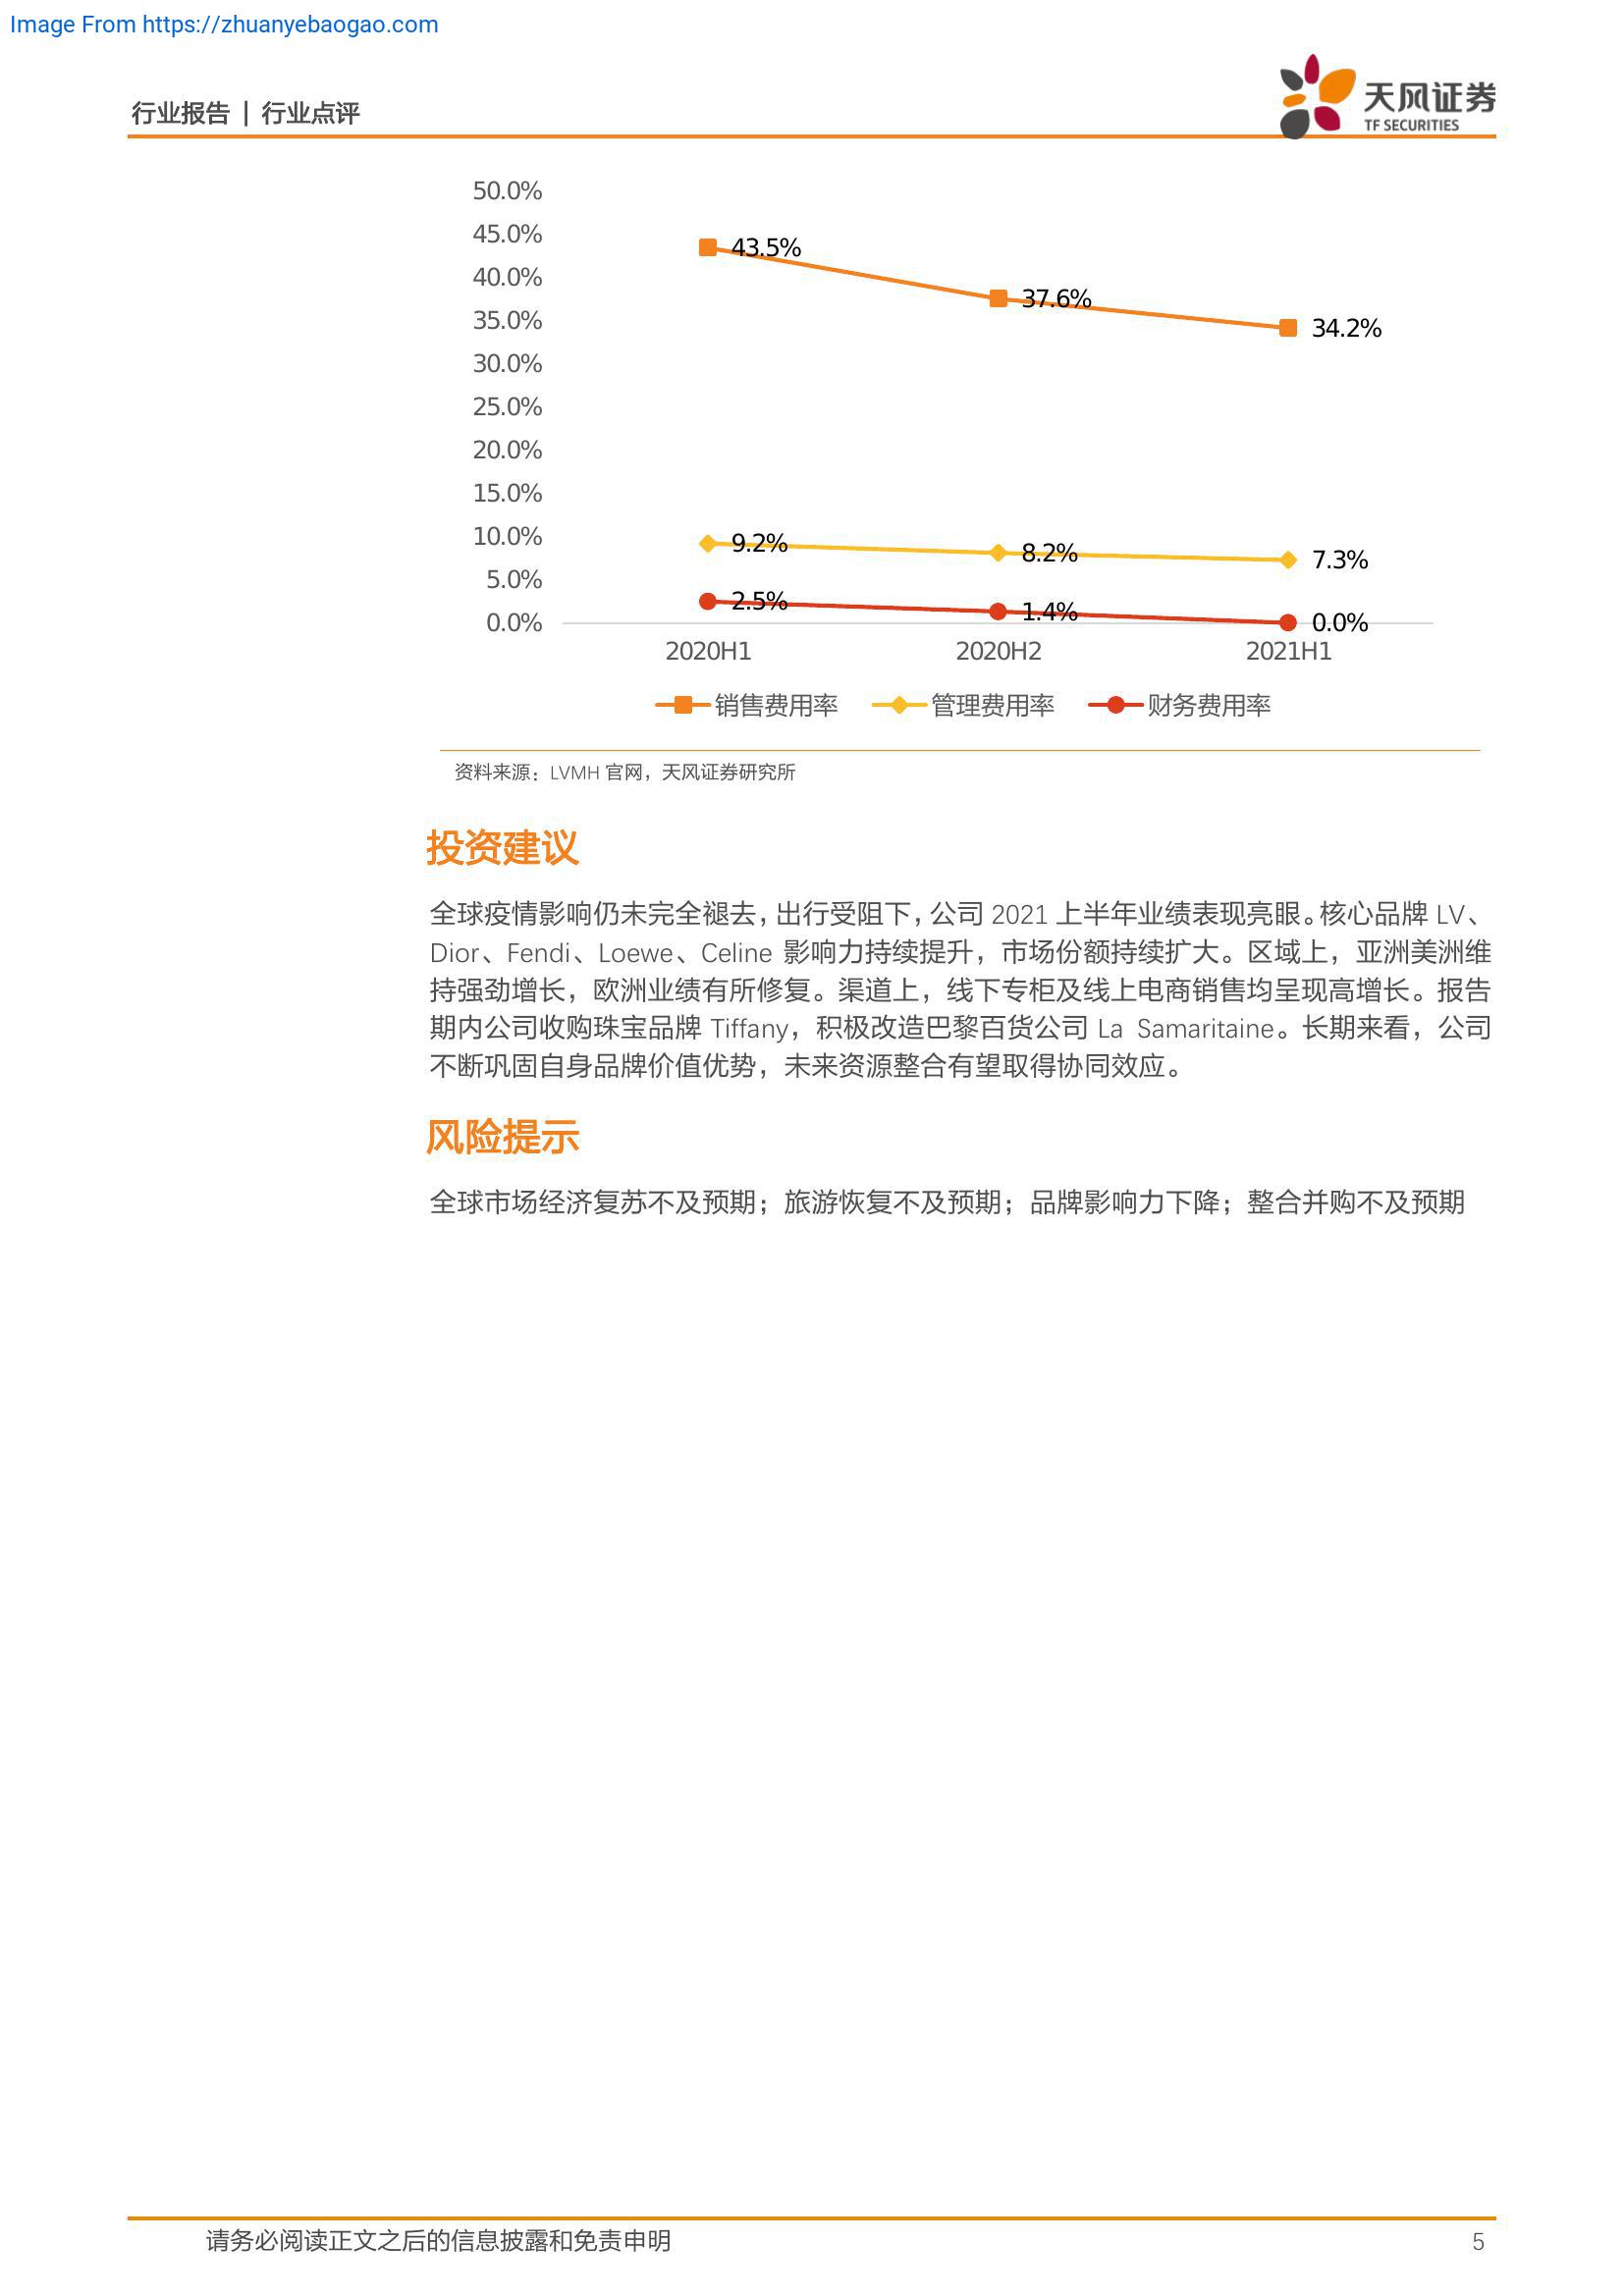 Image From https://zhuanyebaogao.com
行业报告 | 行业点评
天风证券
TF SECURITIES
50.0%
45.0%
40.0%
35.0%
30.0%
25.0%
20.0%
15.0%
10.0%
5.0%
0.0%
43.5%
37.6%
34.2%
9.2%
8.2%
7.3%
2.5%
1.4%
0.0%
2020H1 2020H2 2021H1
销售费用率 管理费用率 财务费用率
资料来源：LVMH 官网，天风证券研究所
投资建议
全球疫情影响仍未完全褪去，出行受阻下，公司 2021 上半年业绩表现亮眼。核心品牌 LV、
Dior、Fendi、Loewe、Celine 影响力持续提升，市场份额持续扩大。区域上，亚洲美洲维
持强劲增长，欧洲业绩有所修复。渠道上，线下专柜及线上电商销售均呈现高增长。报告
期内公司收购珠宝品牌 Tiffany，积极改造巴黎百货公司 La Samaritaine。长期来看，公司
不断巩固自身品牌价值优势，未来资源整合有望取得协同效应。
风险提示
全球市场经济复苏不及预期；旅游恢复不及预期；品牌影响力下降；整合并购不及预期
请务必阅读正文之后的信息披露和免责申明 5